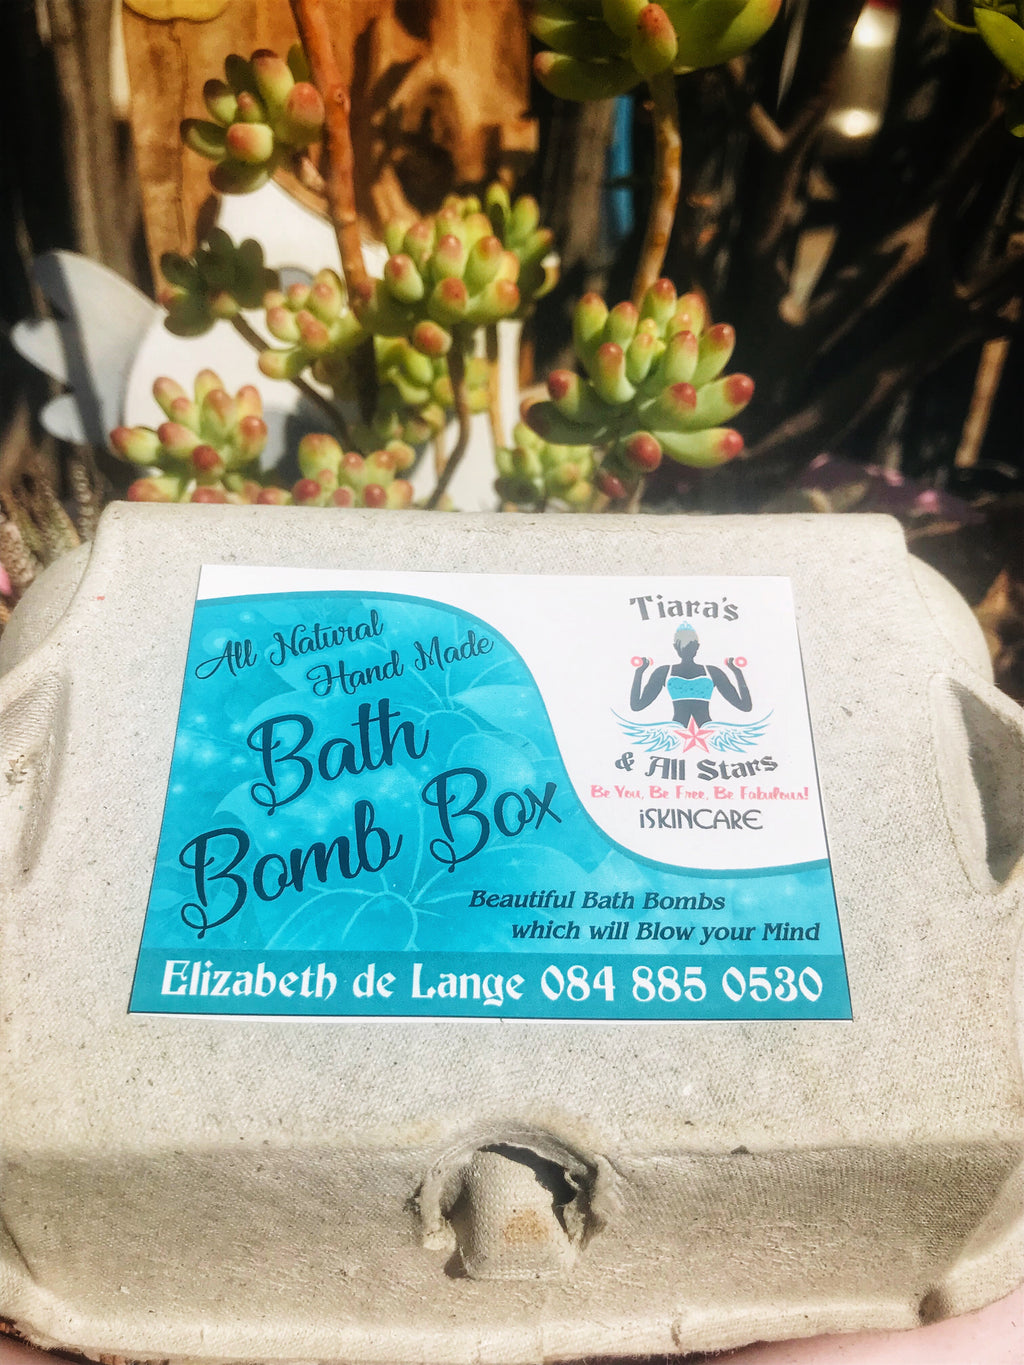 All Natural
Hand Made
Bath
Bomb Box
Tiara's
& All Stars
Be You, Be Free, Be Fabulous!
iSKINCARE
Beautiful Bath Bombs
which will Blow your Mind
Elizabeth de Lange 084 885 0530